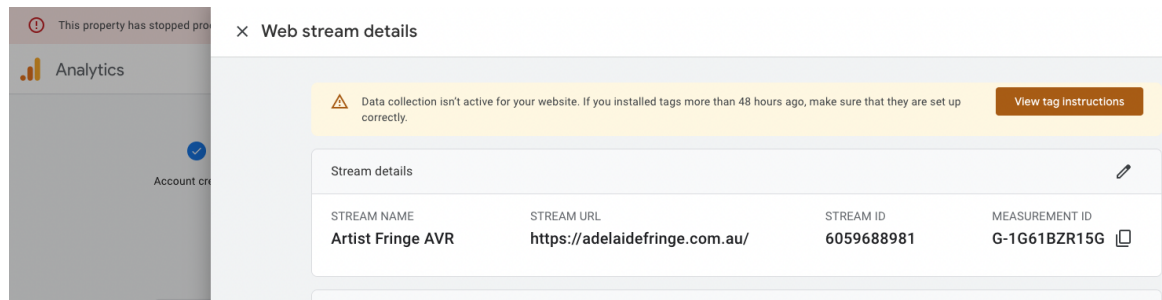 This property has stopped pro
Web stream details
Analytics
Data collection isn't active for your website. If you installed tags more than 48 hours ago, make sure that they are set up
correctly.
View tag instructions
Account cre
Stream details
STREAM NAME STREAM URL STREAM ID MEASUREMENT ID
Artist Fringe AVR https://adelaidefringe.com.au/ 6059688981 G-1G61BZR15G